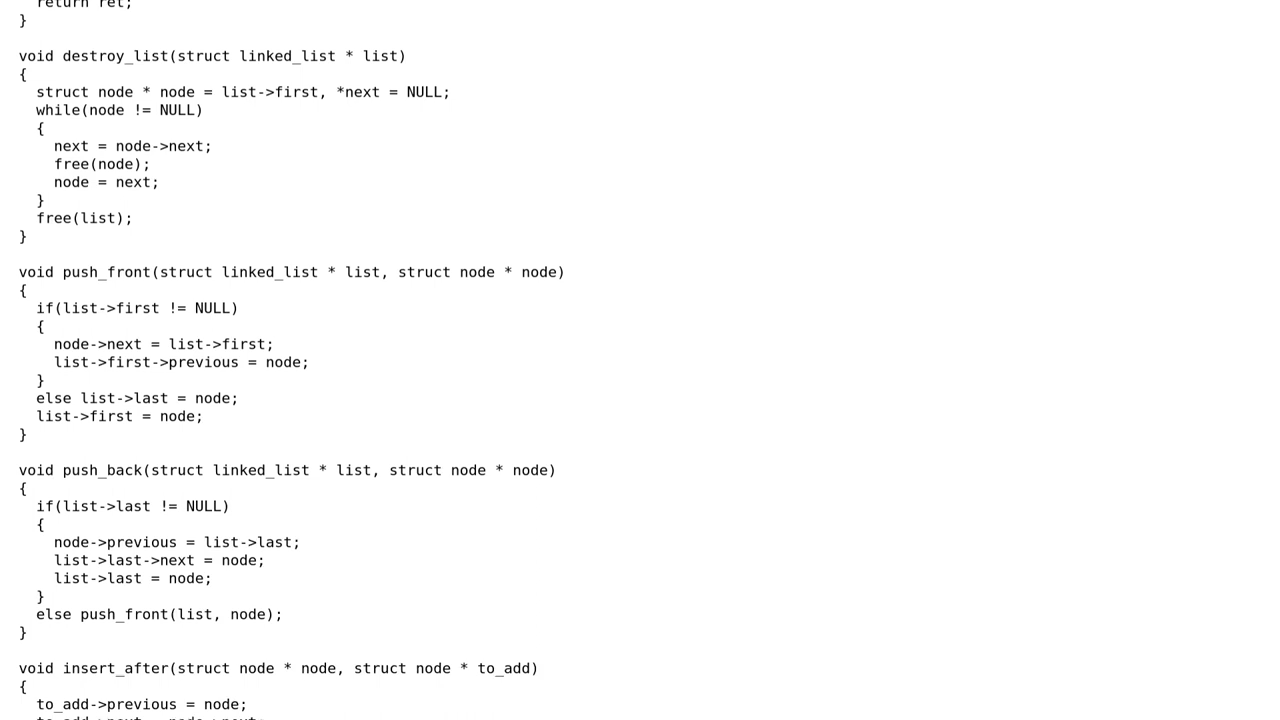 return ret;
}
void destroy_list(struct linked_list * list)
{
  struct node * node = list->first, *next = NULL;
  while(node != NULL)
  {
    next = node->next;
    free(node);
    node = next;
  }
  free(list);
}
void push_front(struct linked_list * list, struct node * node)
{
  if(list->first != NULL)
  {
    node->next = list->first;
    list->first->previous = node;
  }
  else list->last = node;
  list->first = node;
}
void push_back(struct linked_list * list, struct node * node)
{
  if(list->last != NULL)
  {
    node->previous = list->last;
    list->last->next = node;
    list->last = node;
  }
  else push_front(list, node);
}
void insert_after(struct node * node, struct node * to_add)
{
  to_add->previous = node;